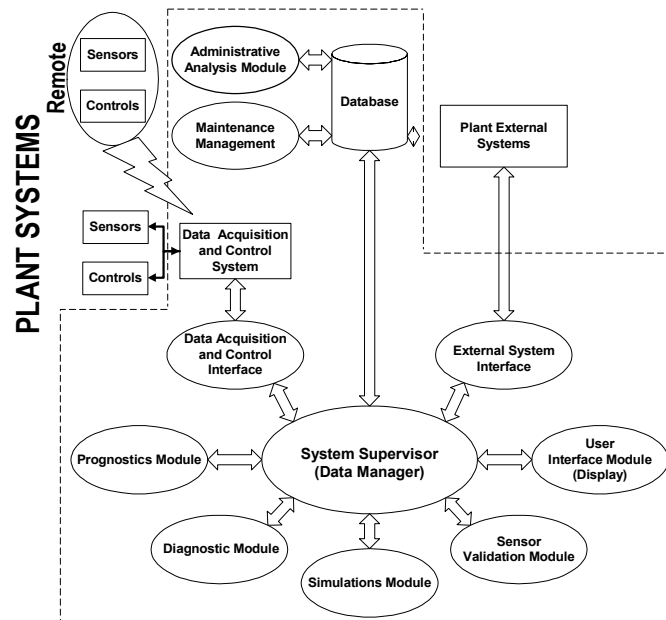 PLANT SYSTEMS
Remote
Sensors
Controls
Administrative
Analysis Module
Maintenance
Management
Database
Plant External
Systems
Sensors
Controls
Data Acquisition
and Control
System
Data Acquisition
and Control
Interface
External System
Interface
System Supervisor
(Data Manager)
Prognostics Module
User
Interface Module
(Display)
Diagnostic Module
Simulations Module
Sensor
Validation Module